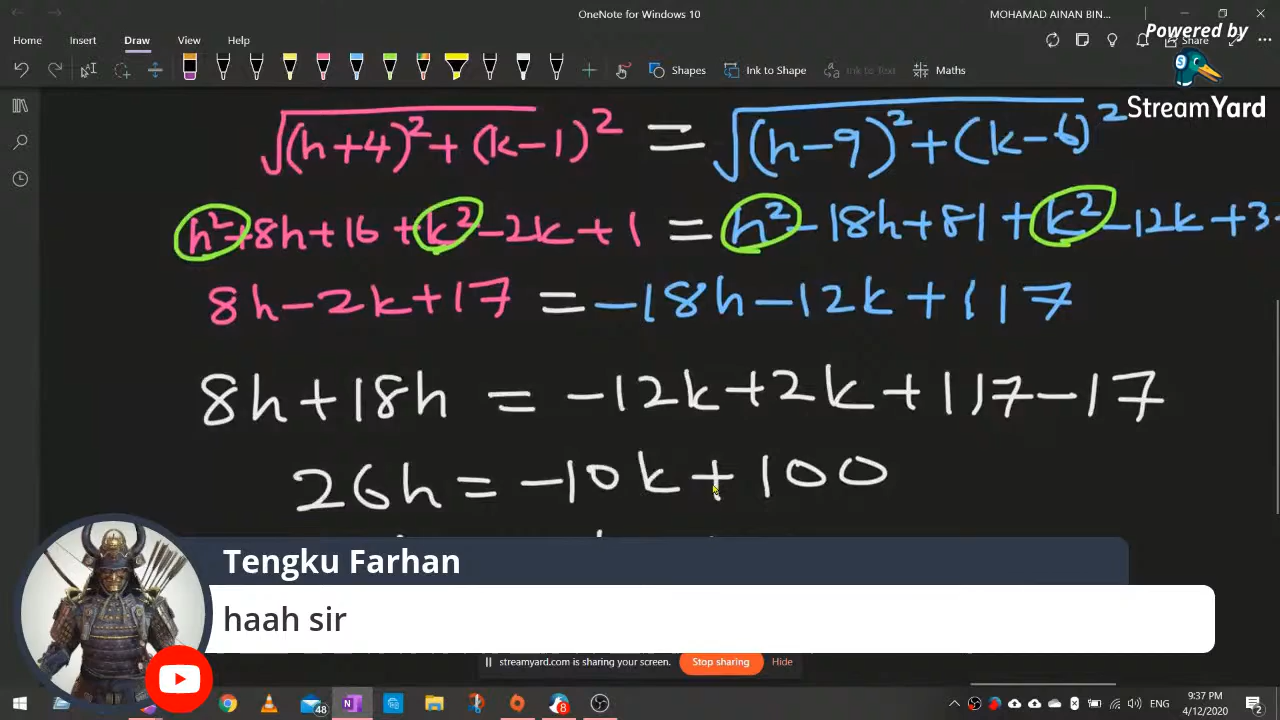 OneNote for Windows 10
MOHAMAD AINAN BIN...
Powered by
StreamYard
Home Insert Draw View Help
Share
Shapes Ink to Shape Ink to Text Maths
√(h+4)²+(k-1)² = √(h-9)²+(k-6)²
h²+8h+16+k²-2k+1 = h²-18h+81+k²-12k+3
8h-2k+17 = -18h-12k+117
8h+18h = -12k+2k+117-17
26h = -10k+100
Tengku Farhan
haah sir
streamyard.com is sharing your screen. Stop sharing Hide
48
8
ENG
9:37 PM
4/12/2020
2